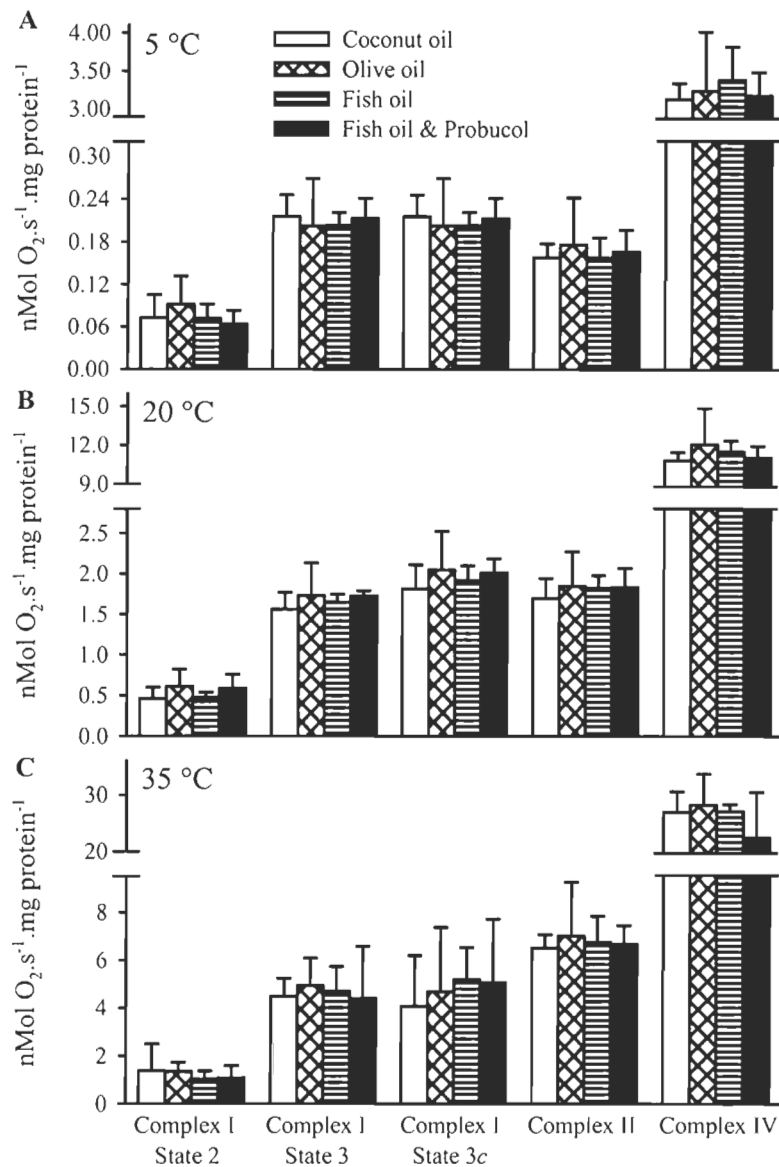 A
5 °C
Coconut oil
Olive oil
Fish oil
Fish oil & Probucol
4.00
3.50
3.00
0.30
0.24
0.18
0.12
0.06
0.00
nMol O₂.s⁻¹.mg protein⁻¹
B
20 °C
15.0
12.0
9.0
2.5
2.0
1.5
1.0
0.5
0.0
nMol O₂.s⁻¹.mg protein⁻¹
C
35 °C
30
20
8
6
4
2
0
nMol O₂.s⁻¹.mg protein⁻¹
Complex I Complex I Complex I Complex II Complex IV
State 2 State 3 State 3c